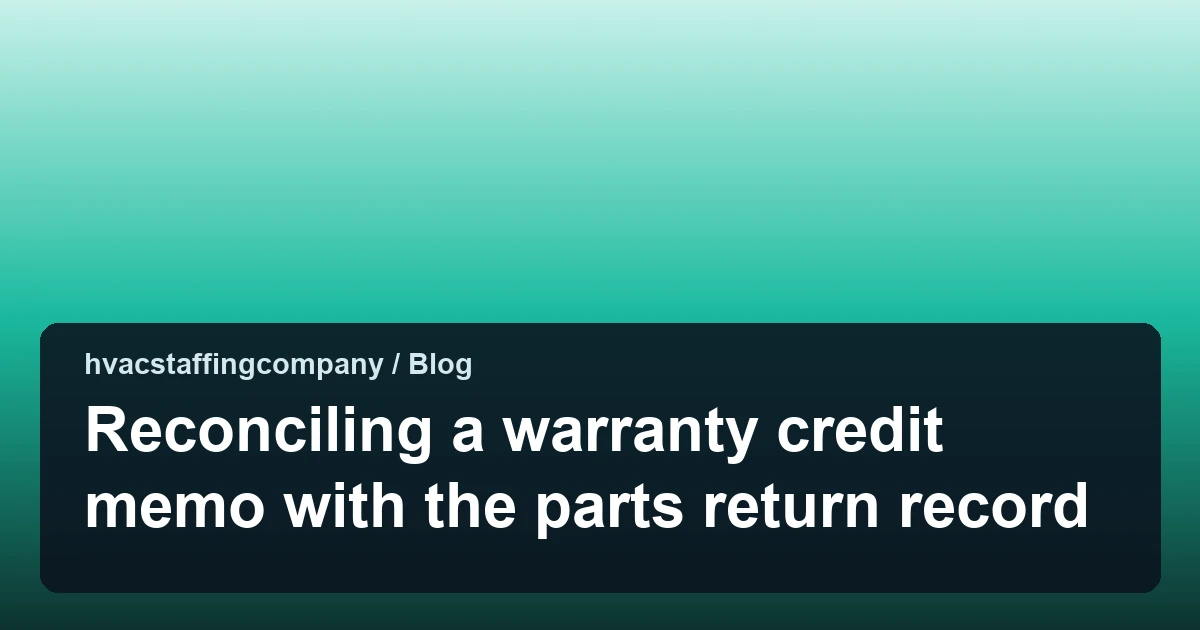 hvacstaffingcompany / Blog
Reconciling a warranty credit
memo with the parts return record